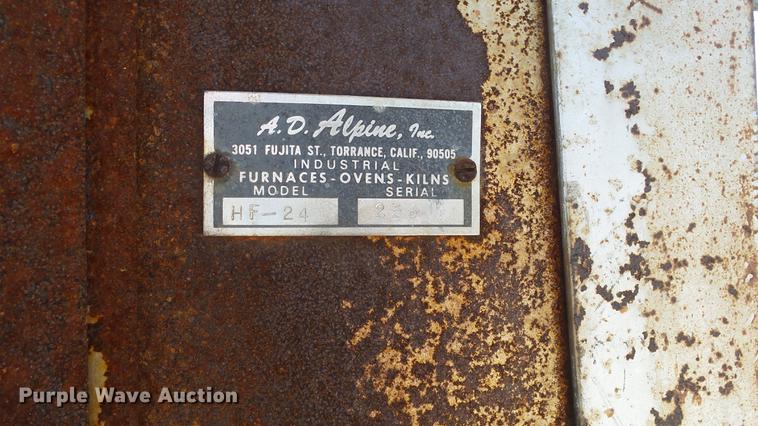 A.D. Alpine, Inc.
3051 FUJITA ST., TORRANCE, CALIF., 90505
INDUSTRIAL
FURNACES-OVENS-KILNS
MODEL SERIAL
HF-24
Purple Wave Auction